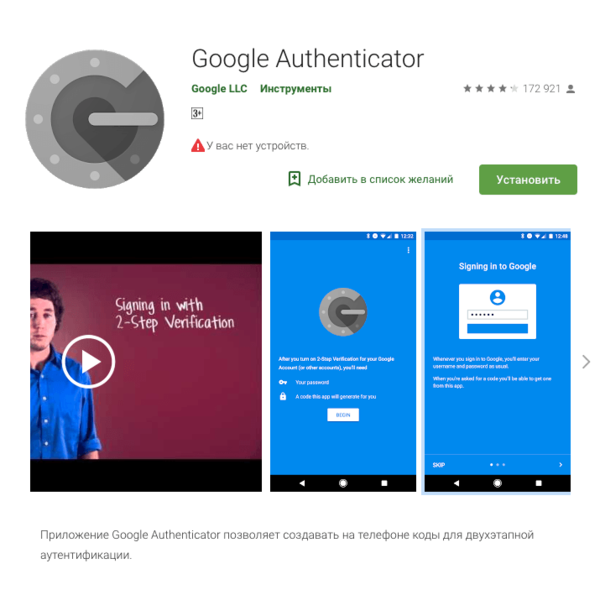 Google Authenticator
Google LLC Инструменты 172 921
3+
У вас нет устройств.
Добавить в список желаний
Установить
Signing in with
2-Step Verification
12:32
After you turn on 2-Step Verification for your Google
Account (or other accounts), you'll need
Your password
A code this app will generate for you
BEGIN
12:48
Signing in to Google
Whenever you sign in to Google, you'll enter your
username and password as usual.
When you're asked for a code you'll be able to get one
from this app.
SKIP
Приложение Google Authenticator позволяет создавать на телефоне коды для двухэтапной
аутентификации.